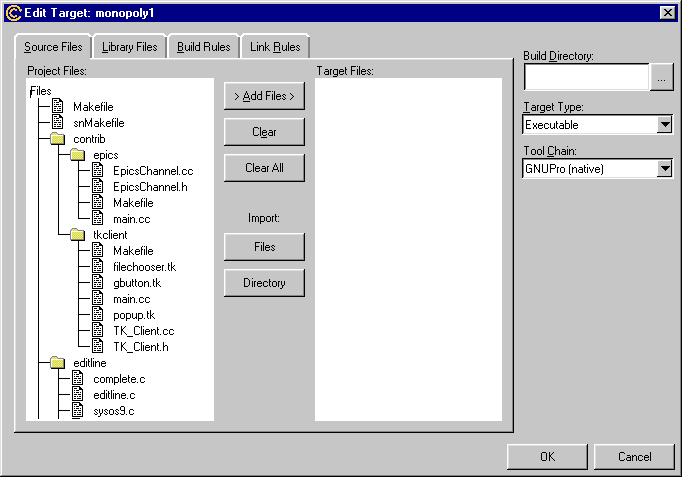 Edit Target: monopoly1
Source Files
Library Files
Build Rules
Link Rules
Project Files:
Files
Makefile
snMakefile
contrib
epics
EpicsChannel.cc
EpicsChannel.h
Makefile
main.cc
tkclient
Makefile
filechooser.tk
gbutton.tk
main.cc
popup.tk
TK_Client.cc
TK_Client.h
editline
complete.c
editline.c
sysos9.c
> Add Files >
Clear
Clear All
Import:
Files
Directory
Target Files:
Build Directory:
...
Target Type:
Executable
Tool Chain:
GNUPro (native)
OK
Cancel